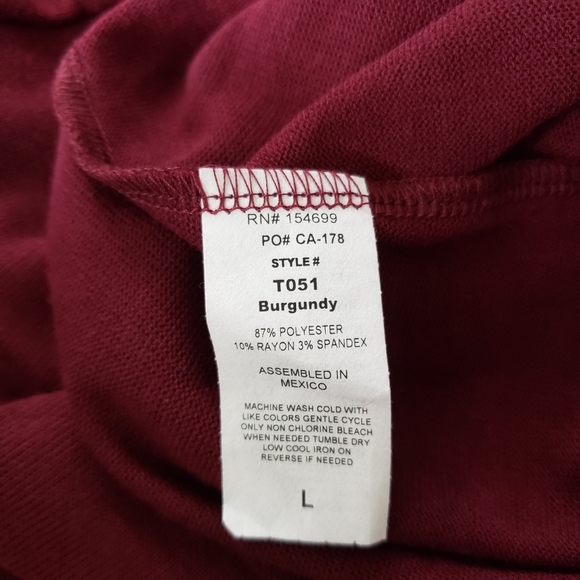 RN# 154699
PO# CA-178
STYLE #
T051
Burgundy
87% POLYESTER
10% RAYON 3% SPANDEX
ASSEMBLED IN
MEXICO
MACHINE WASH COLD WITH
LIKE COLORS GENTLE CYCLE
ONLY NON CHLORINE BLEACH
WHEN NEEDED TUMBLE DRY
LOW COOL IRON ON
REVERSE IF NEEDED
L